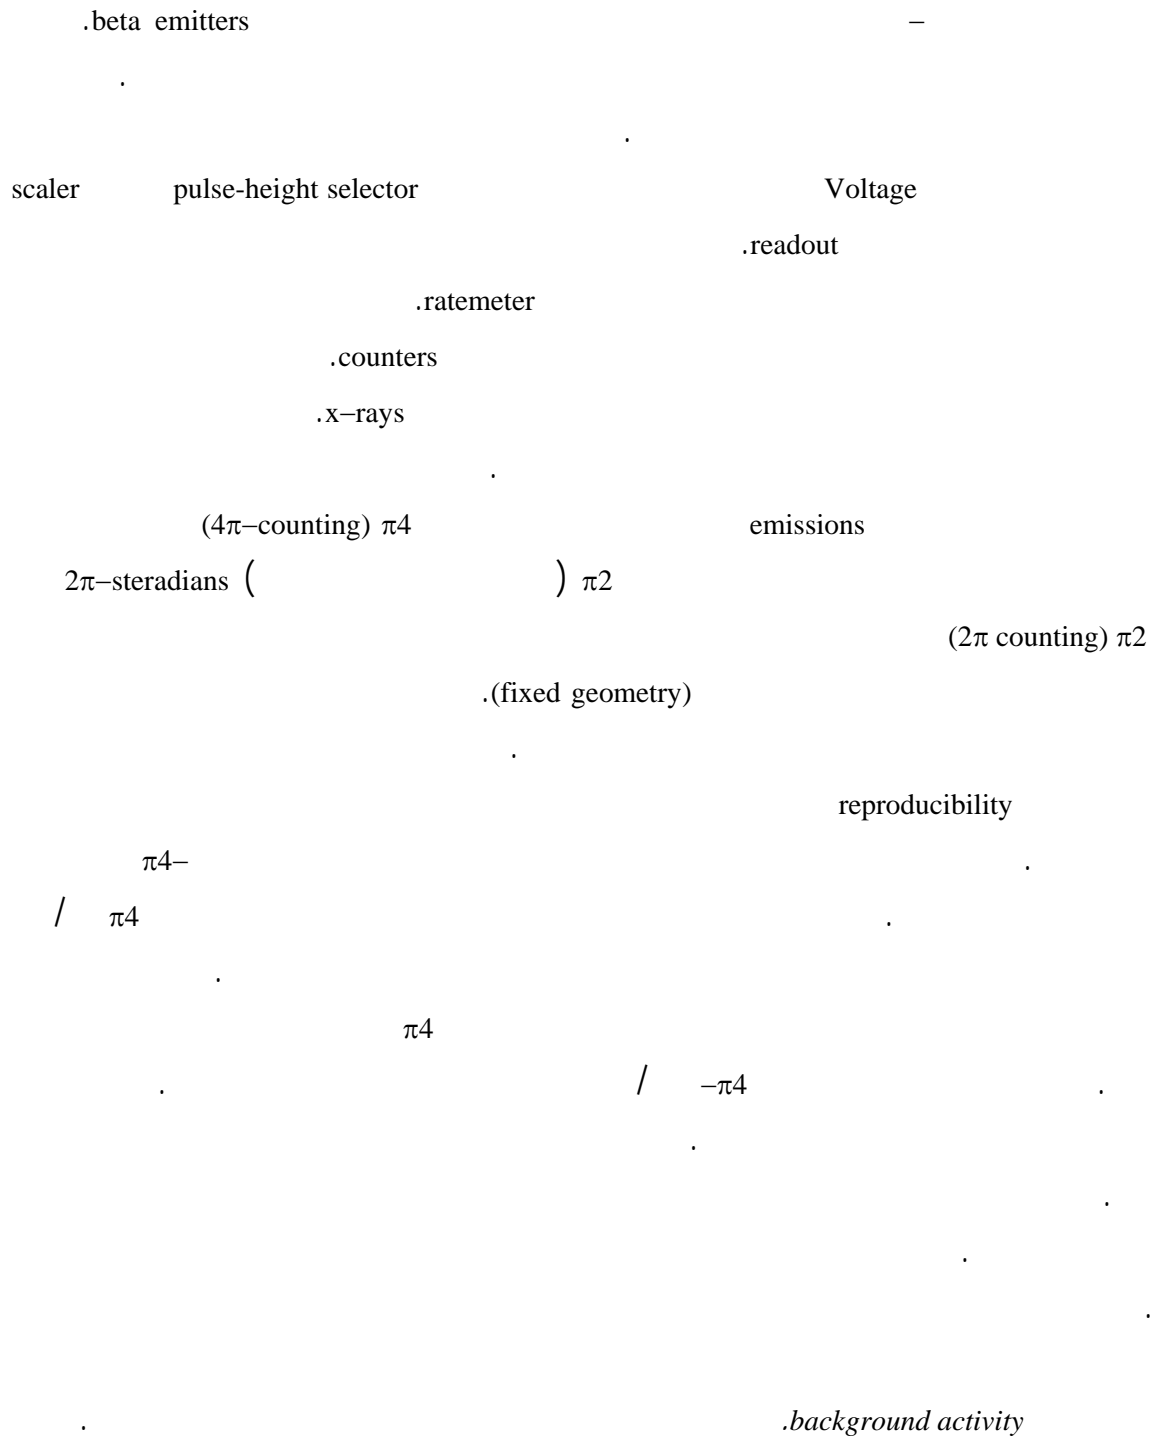 .beta emitters –
.
.
scaler pulse-height selector Voltage
.readout
.ratemeter
.counters
.x–rays
.
(4π–counting) π4 emissions
2π–steradians ( ) π2
(2π counting) π2
.(fixed geometry)
.
reproducibility
π4– .
/ π4 .
.
π4
. / –π4 .
.
.
.
.
. .background activity